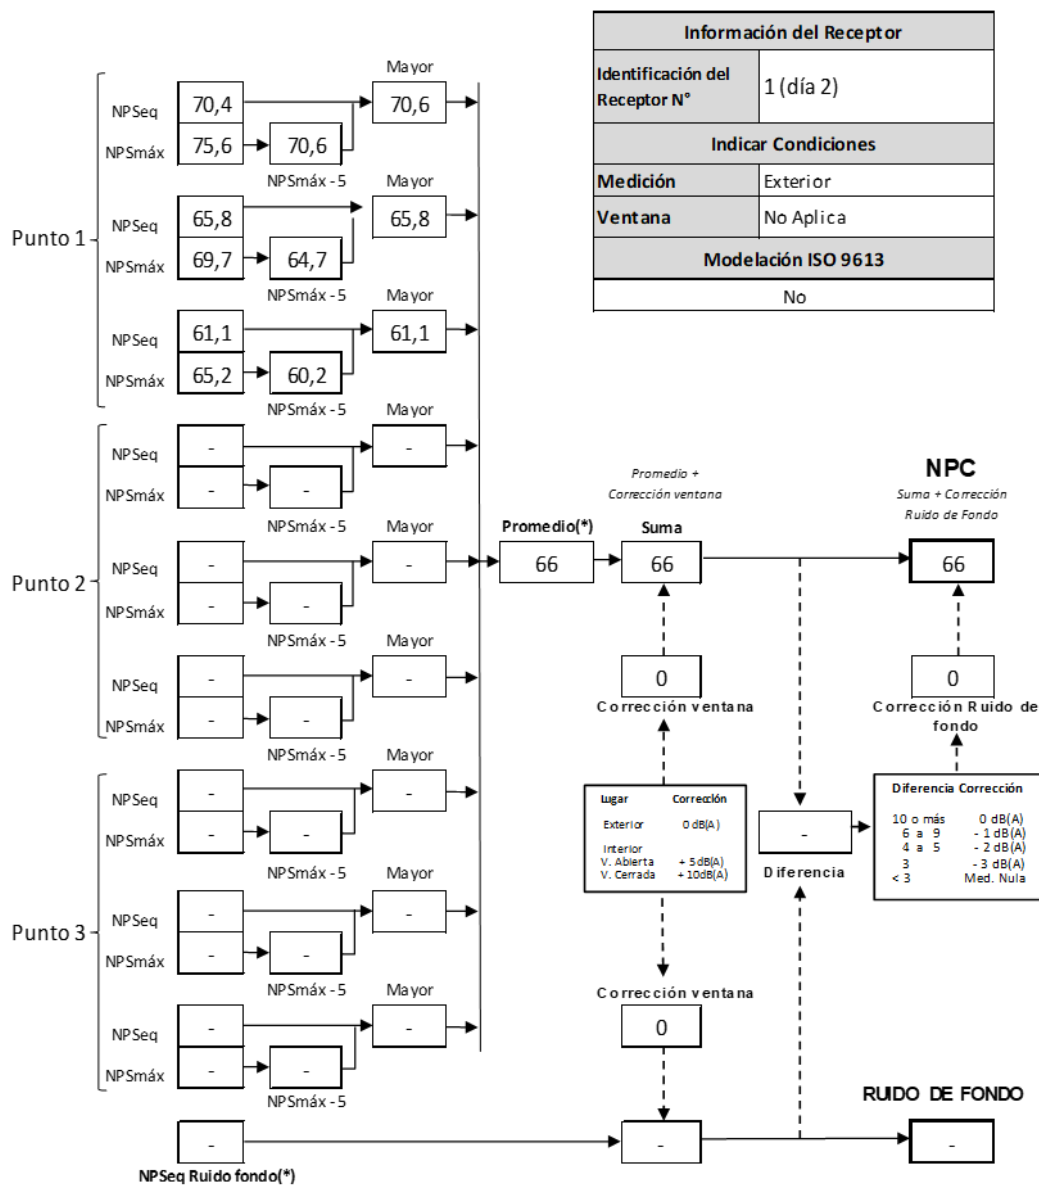 Información del Receptor
Identificación del
Receptor N°
1 (día 2)
Indicar Condiciones
Medición
Exterior
Ventana
No Aplica
Modelación ISO 9613
No
Punto 1
Mayor
NPSeq
70,4
70,6
NPSmáx
75,6
70,6
NPSmáx - 5
Mayor
NPSeq
65,8
65,8
NPSmáx
69,7
64,7
NPSmáx - 5
Mayor
NPSeq
61,1
61,1
NPSmáx
65,2
60,2
NPSmáx - 5
Punto 2
Mayor
NPSeq
-
-
NPSmáx
-
-
NPSmáx - 5
Mayor
NPSeq
-
-
NPSmáx
-
-
NPSmáx - 5
Mayor
NPSeq
-
-
NPSmáx
-
-
NPSmáx - 5
Punto 3
Mayor
NPSeq
-
-
NPSmáx
-
-
NPSmáx - 5
Mayor
NPSeq
-
-
NPSmáx
-
-
NPSmáx - 5
Mayor
NPSeq
-
-
NPSmáx
-
-
NPSmáx - 5
Promedio(*)
66
Promedio +
Corrección ventana
Suma
66
NPC
Suma + Corrección
Ruido de Fondo
66
0
Corrección ventana
0
Corrección Ruido de
fondo
Lugar Corrección
Exterior 0 dB(A)
Interior
V. Abierta + 5dB(A)
V. Cerrada + 10dB(A)
-
Diferencia
Diferencia Corrección
10 o más 0 dB(A)
6 a 9 - 1 dB(A)
4 a 5 - 2 dB(A)
3 - 3 dB(A)
< 3 Med. Nula
Corrección ventana
0
RUIDO DE FONDO
-
-
-
NPSeq Ruido fondo(*)